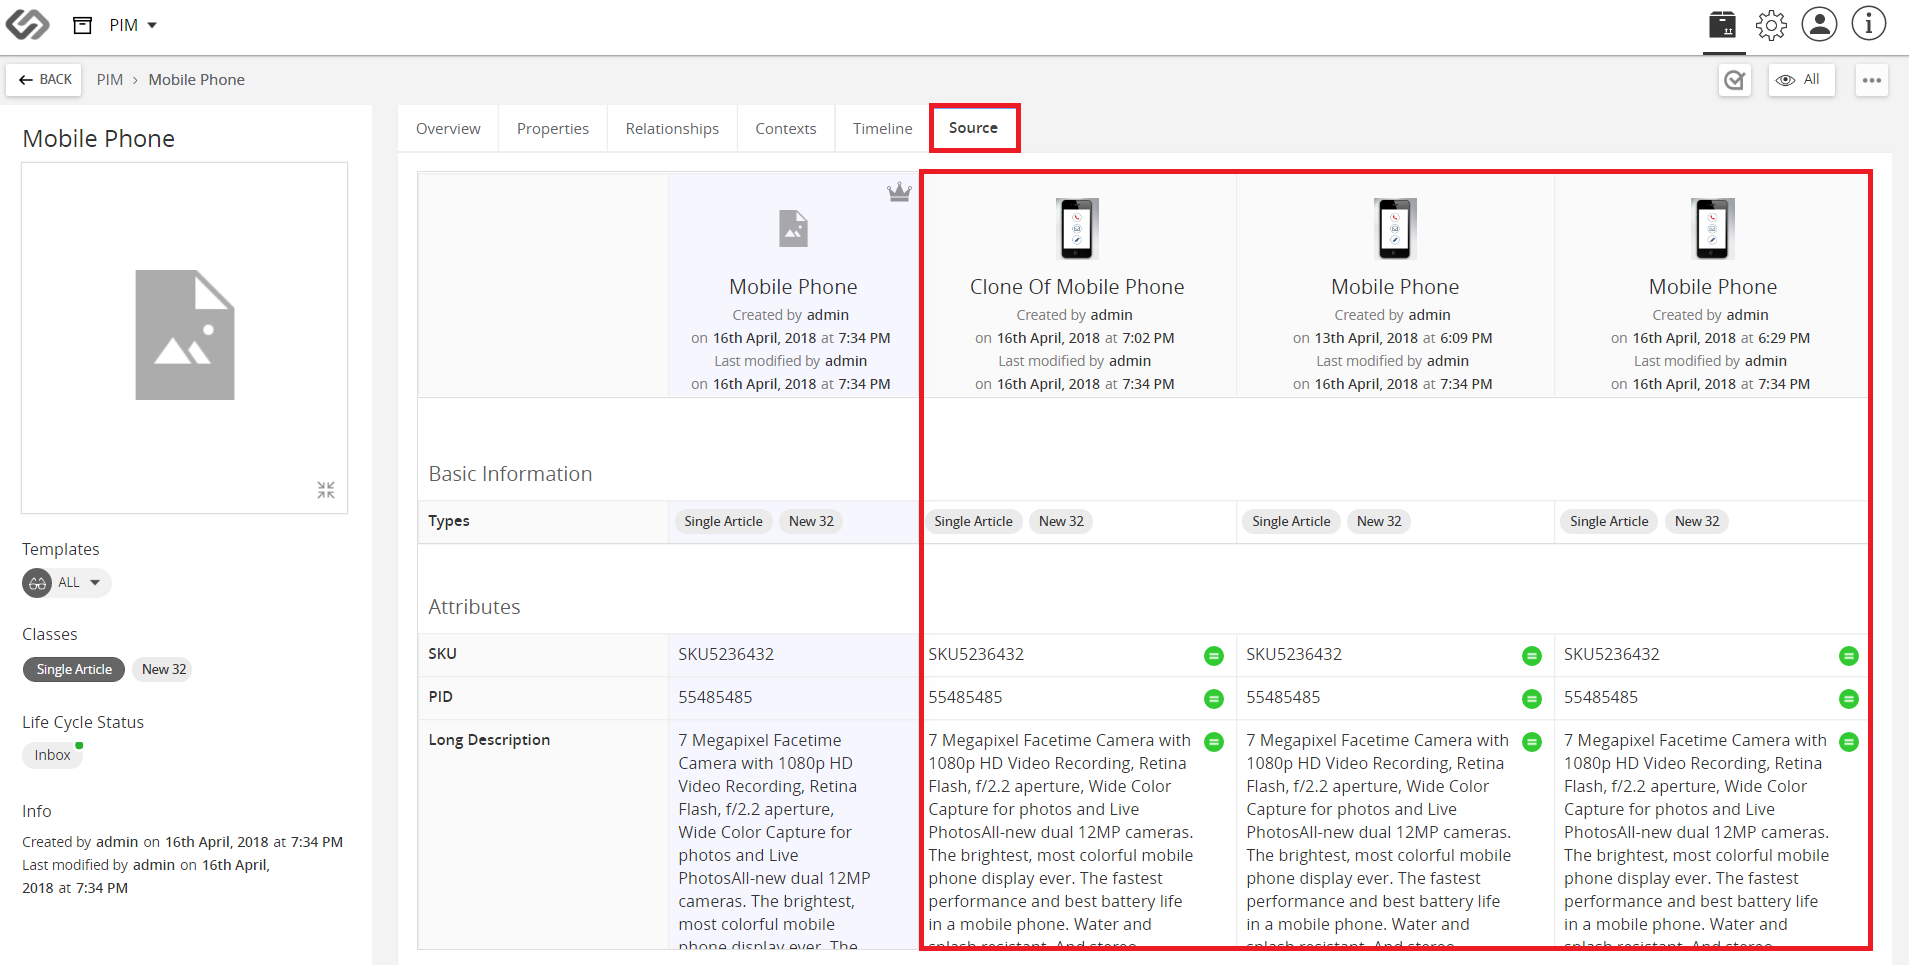 PIM
BACK
PIM › Mobile Phone
All
Mobile Phone
Templates
ALL
Classes
Single Article
New 32
Life Cycle Status
Inbox
Info
Created by admin on 16th April, 2018 at 7:34 PM
Last modified by admin on 16th April,
2018 at 7:34 PM
Overview
Properties
Relationships
Contexts
Timeline
Source
Mobile Phone
Created by admin
on 16th April, 2018 at 7:34 PM
Last modified by admin
on 16th April, 2018 at 7:34 PM
Clone Of Mobile Phone
Created by admin
on 16th April, 2018 at 7:02 PM
Last modified by admin
on 16th April, 2018 at 7:34 PM
Mobile Phone
Created by admin
on 13th April, 2018 at 6:09 PM
Last modified by admin
on 16th April, 2018 at 7:34 PM
Mobile Phone
Created by admin
on 16th April, 2018 at 6:29 PM
Last modified by admin
on 16th April, 2018 at 7:34 PM
Basic Information
Types
Single Article
New 32
Single Article
New 32
Single Article
New 32
Single Article
New 32
Attributes
SKU
SKU5236432
SKU5236432
SKU5236432
SKU5236432
PID
55485485
55485485
55485485
55485485
Long Description
7 Megapixel Facetime
Camera with 1080p HD
Video Recording, Retina
Flash, f/2.2 aperture,
Wide Color Capture for
photos and Live
PhotosAll-new dual 12MP
cameras. The brightest,
most colorful mobile
phone display ever. The
7 Megapixel Facetime Camera with
1080p HD Video Recording, Retina
Flash, f/2.2 aperture, Wide Color
Capture for photos and Live
PhotosAll-new dual 12MP cameras.
The brightest, most colorful mobile
phone display ever. The fastest
performance and best battery life
in a mobile phone. Water and
splash resistant. And stereo
7 Megapixel Facetime Camera with
1080p HD Video Recording, Retina
Flash, f/2.2 aperture, Wide Color
Capture for photos and Live
PhotosAll-new dual 12MP cameras.
The brightest, most colorful mobile
phone display ever. The fastest
performance and best battery life
in a mobile phone. Water and
splash resistant. And stereo
7 Megapixel Facetime Camera with
1080p HD Video Recording, Retina
Flash, f/2.2 aperture, Wide Color
Capture for photos and Live
PhotosAll-new dual 12MP cameras.
The brightest, most colorful mobile
phone display ever. The fastest
performance and best battery life
in a mobile phone. Water and
splash resistant. And stereo